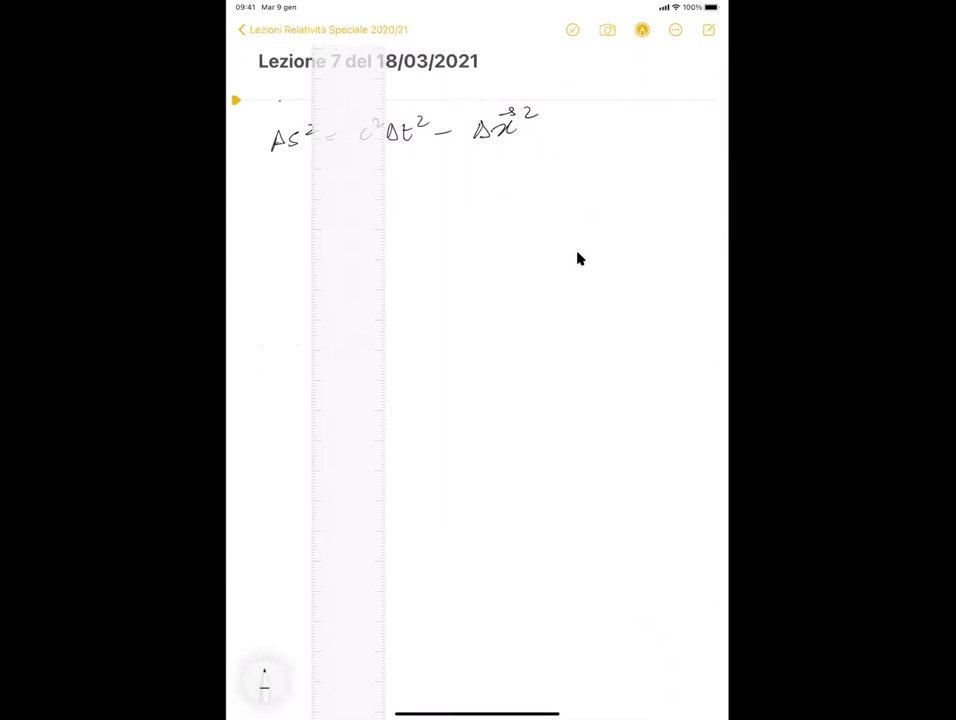 09:41 Mar 9 gen 100%
Lezioni Relatività Speciale 2020/21
Lezione 7 del 18/03/2021
Δs² = c²Δt² − Δx⃗²